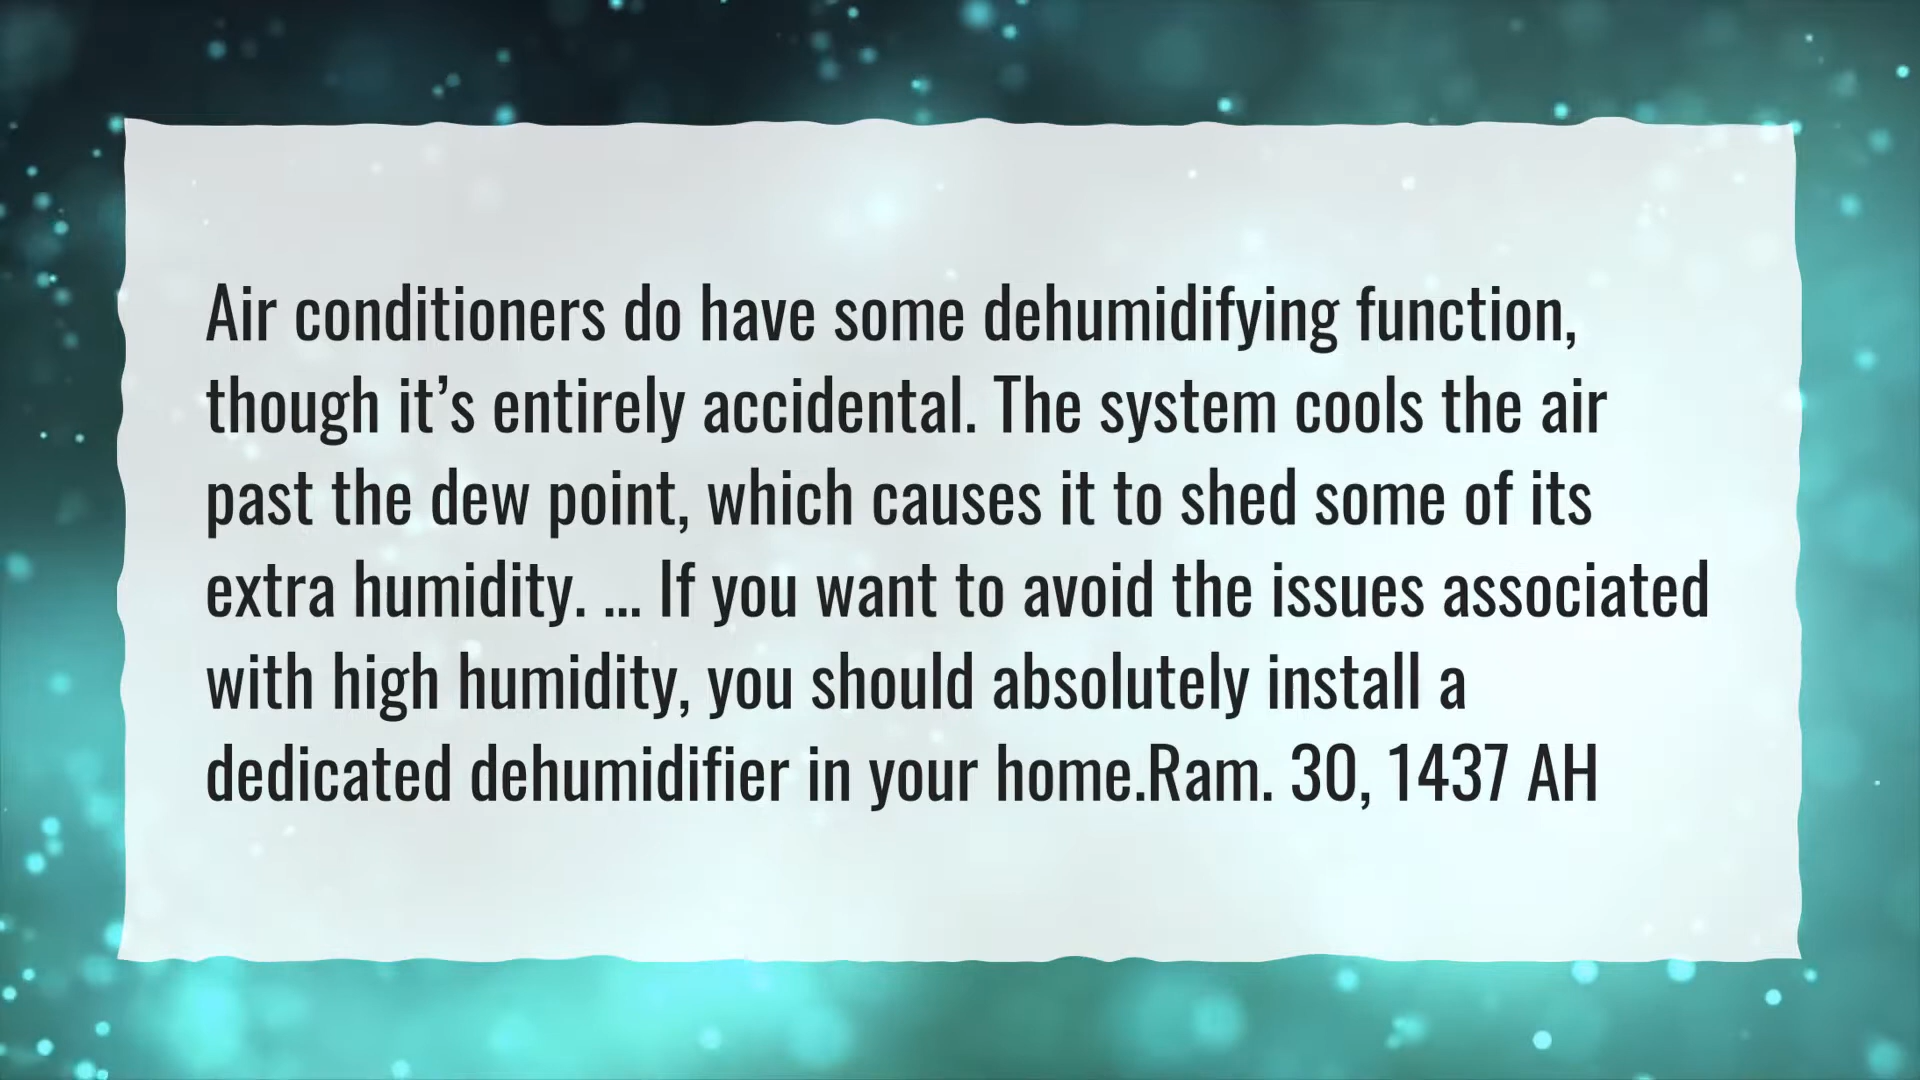 Air conditioners do have some dehumidifying function,
though it’s entirely accidental. The system cools the air
past the dew point, which causes it to shed some of its
extra humidity. ... If you want to avoid the issues associated
with high humidity, you should absolutely install a
dedicated dehumidifier in your home.Ram. 30, 1437 AH